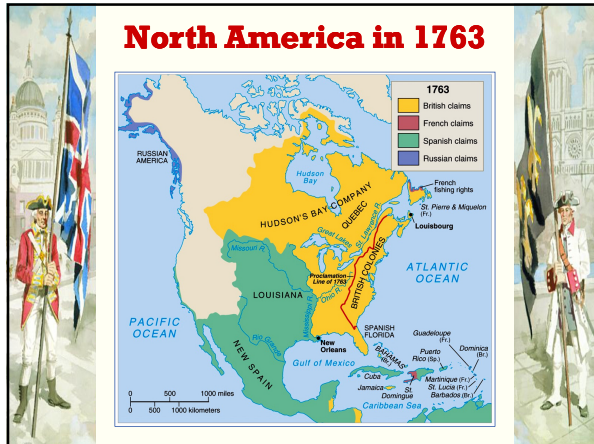 North America in 1763
1763
British claims
French claims
Spanish claims
Russian claims
RUSSIAN
AMERICA
Hudson
Bay
French
fishing rights
HUDSON'S BAY COMPANY
QUEBEC
St. Pierre & Miquelon
(Fr.)
Louisbourg
St. Lawrence R.
Great Lakes
Missouri R.
Proclamation
Line of 1763
BRITISH COLONIES
ATLANTIC
OCEAN
LOUISIANA
Ohio R.
Mississippi R.
PACIFIC
OCEAN
NEW SPAIN
Rio Grande
New
Orleans
SPANISH
FLORIDA
Gulf of Mexico
BAHAMAS
(Br.)
Guadeloupe
(Fr.)
Puerto
Rico (Sp.)
Dominica
(Br.)
Cuba
Jamaica
St.
Domingue
Martinique (Fr.)
St. Lucia (Fr.)
Barbados (Br.)
Caribbean Sea
0 500 1000 miles
0 500 1000 kilometers